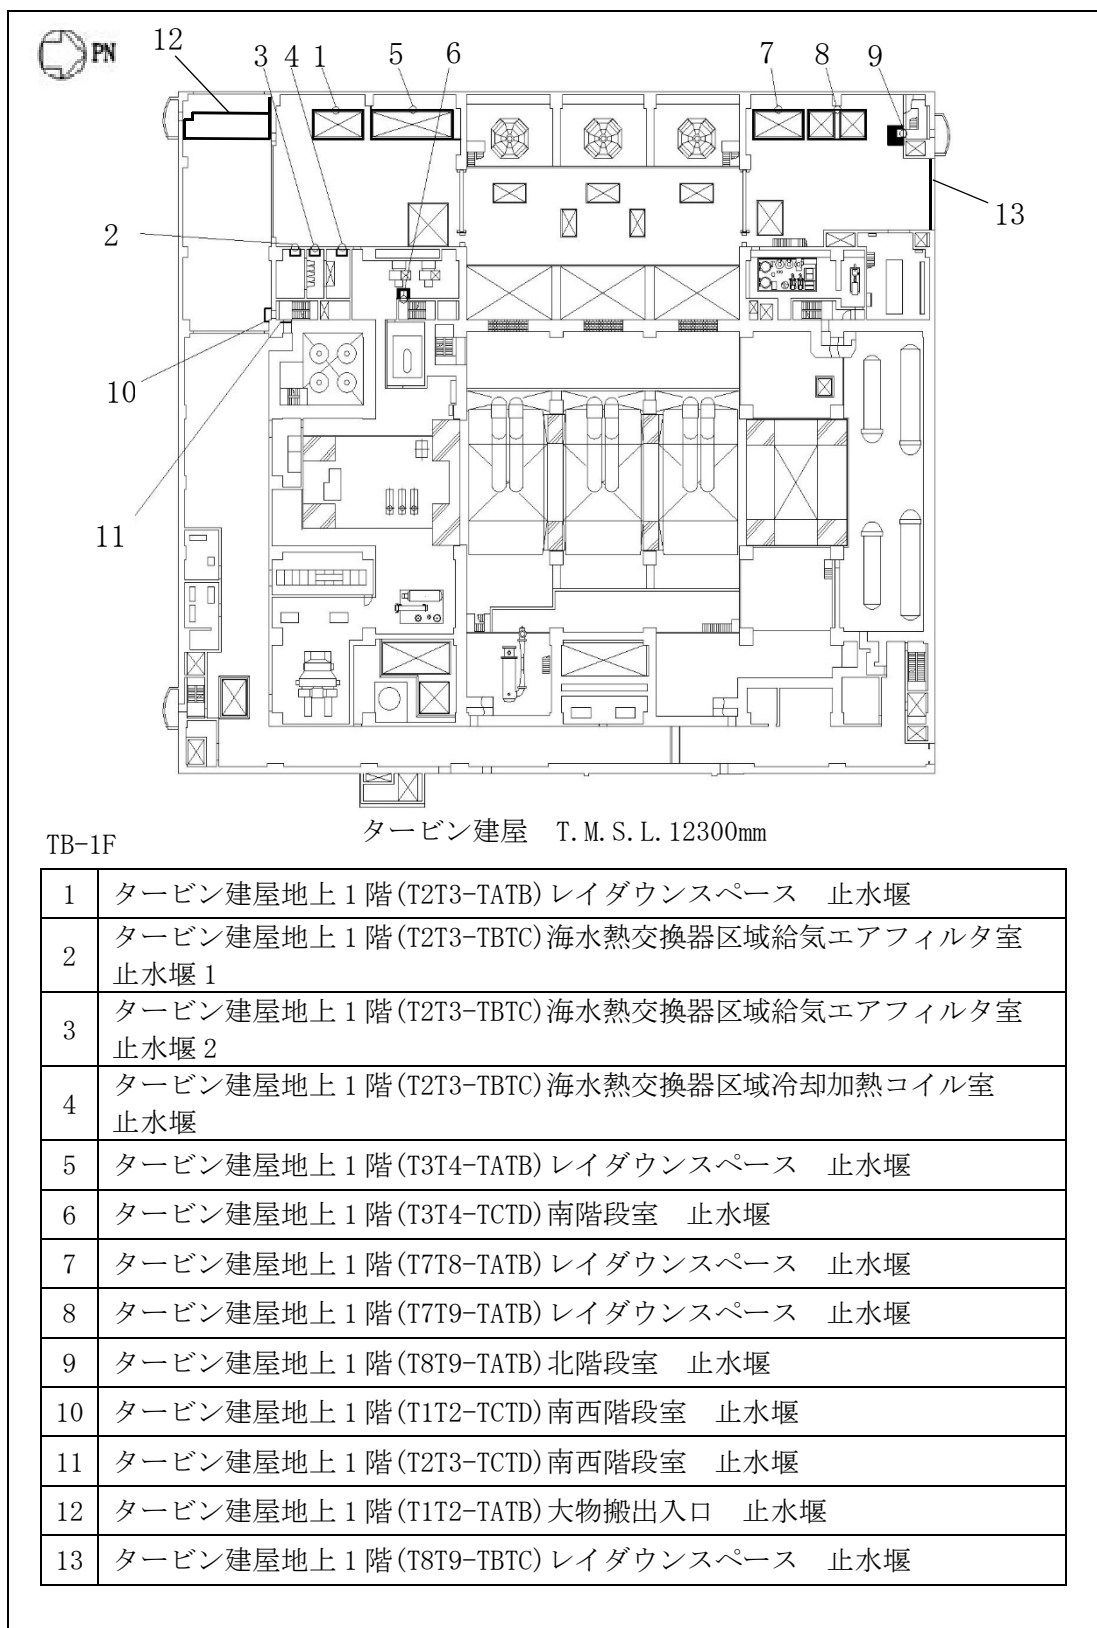 PN
12
3 4 1
5
6
7
8
9
2
13
10
11
タービン建屋　T.M.S.L.12300mm
TB-1F
1 タービン建屋地上1階(T2T3-TATB)レイダウンスペース　止水堰
2 タービン建屋地上1階(T2T3-TBTC)海水熱交換器区域給気エアフィルタ室
止水堰1
3 タービン建屋地上1階(T2T3-TBTC)海水熱交換器区域給気エアフィルタ室
止水堰2
4 タービン建屋地上1階(T2T3-TBTC)海水熱交換器区域冷却加熱コイル室
止水堰
5 タービン建屋地上1階(T3T4-TATB)レイダウンスペース　止水堰
6 タービン建屋地上1階(T3T4-TCTD)南階段室　止水堰
7 タービン建屋地上1階(T7T8-TATB)レイダウンスペース　止水堰
8 タービン建屋地上1階(T7T9-TATB)レイダウンスペース　止水堰
9 タービン建屋地上1階(T8T9-TATB)北階段室　止水堰
10 タービン建屋地上1階(T1T2-TCTD)南西階段室　止水堰
11 タービン建屋地上1階(T2T3-TCTD)南西階段室　止水堰
12 タービン建屋地上1階(T1T2-TATB)大物搬出入口　止水堰
13 タービン建屋地上1階(T8T9-TBTC)レイダウンスペース　止水堰